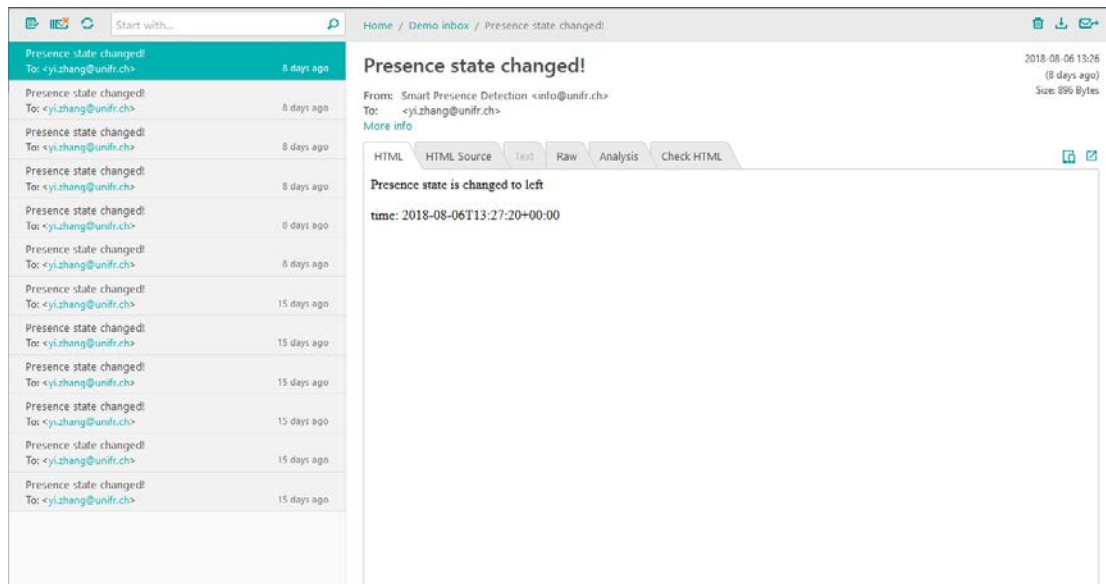 Start with...
Presence state changed!
To: <yi.zhang@unifr.ch> 8 days ago
Presence state changed!
To: <yi.zhang@unifr.ch> 8 days ago
Presence state changed!
To: <yi.zhang@unifr.ch> 8 days ago
Presence state changed!
To: <yi.zhang@unifr.ch> 8 days ago
Presence state changed!
To: <yi.zhang@unifr.ch> 8 days ago
Presence state changed!
To: <yi.zhang@unifr.ch> 8 days ago
Presence state changed!
To: <yi.zhang@unifr.ch> 15 days ago
Presence state changed!
To: <yi.zhang@unifr.ch> 15 days ago
Presence state changed!
To: <yi.zhang@unifr.ch> 15 days ago
Presence state changed!
To: <yi.zhang@unifr.ch> 15 days ago
Presence state changed!
To: <yi.zhang@unifr.ch> 15 days ago
Presence state changed!
To: <yi.zhang@unifr.ch> 15 days ago
Home / Demo inbox / Presence state changed!
Presence state changed!
2018-08-06 13:26
(8 days ago)
Size: 896 Bytes
From: Smart Presence Detection <info@unifr.ch>
To: <yi.zhang@unifr.ch>
More info
HTML HTML Source Text Raw Analysis Check HTML
Presence state is changed to left
time: 2018-08-06T13:27:20+00:00